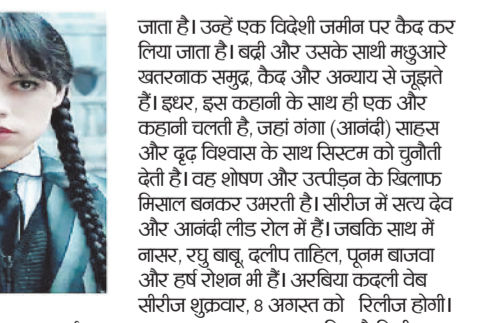 जाता है। उन्हें एक विदेशी जमीन पर कैद कर
लिया जाता है। बद्री और उसके साथी मछुआरे
खतरनाक समुद्र, कैद और अन्याय से जूझते
हैं। इधर, इस कहानी के साथ ही एक और
कहानी चलती है, जहां गंगा (आनंदी) साहस
और दृढ़ विश्वास के साथ सिस्टम को चुनौती
देती है। वह शोषण और उत्पीड़न के खिलाफ
मिसाल बनकर उभरती है। सीरीज में सत्य देव
और आनंदी लीड रोल में हैं। जबकि साथ में
नासर, रघु बाबू, दलीप ताहिल, पूनम बाजवा
और हर्ष रोशन भी हैं। अरबिया कदली वेब
सीरीज शुक्रवार, 8 अगस्त को रिलीज होगी।